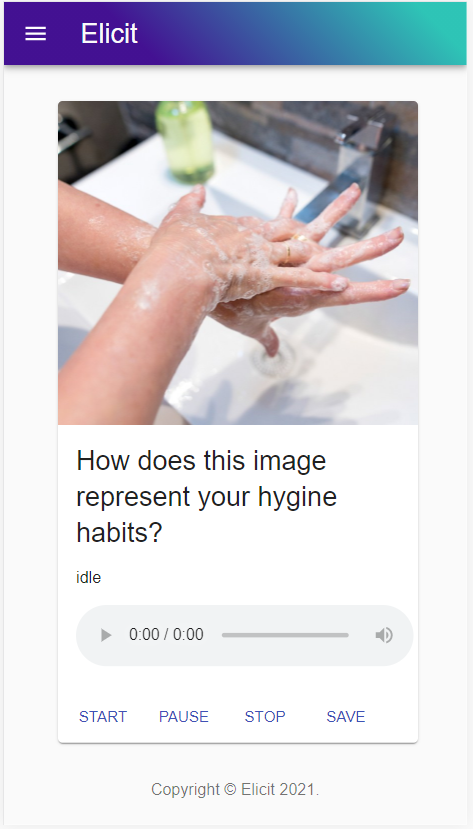 Elicit
How does this image
represent your hygine
habits?
idle
0:00 / 0:00
START PAUSE STOP SAVE
Copyright © Elicit 2021.